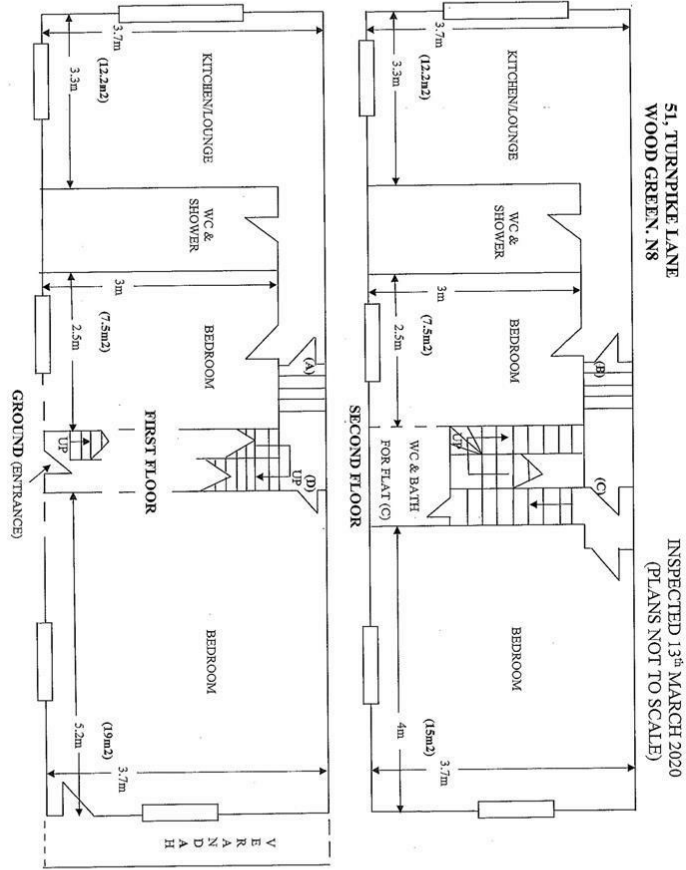 51, TURNPIKE LANE
WOOD GREEN. N8
INSPECTED 13th MARCH 2020
(PLANS NOT TO SCALE)
3.7m
3.3m
(12.2m2)
KITCHEN/LOUNGE
WC &
SHOWER
3m
2.5m
(7.5m2)
BEDROOM
(B)
UP
WC & BATH
FOR FLAT (C)
(C)
BEDROOM
(15m2)
4m
3.7m
SECOND FLOOR
3.7m
3.3n
(12.2m2)
KITCHEN/LOUNGE
WC &
SHOWER
3m
2.5m
(7.5m2)
BEDROOM
(A)
UP
(D)
UP
BEDROOM
(19m2)
5.2m
3.7m
VERANDAH
FIRST FLOOR
GROUND (ENTRANCE)